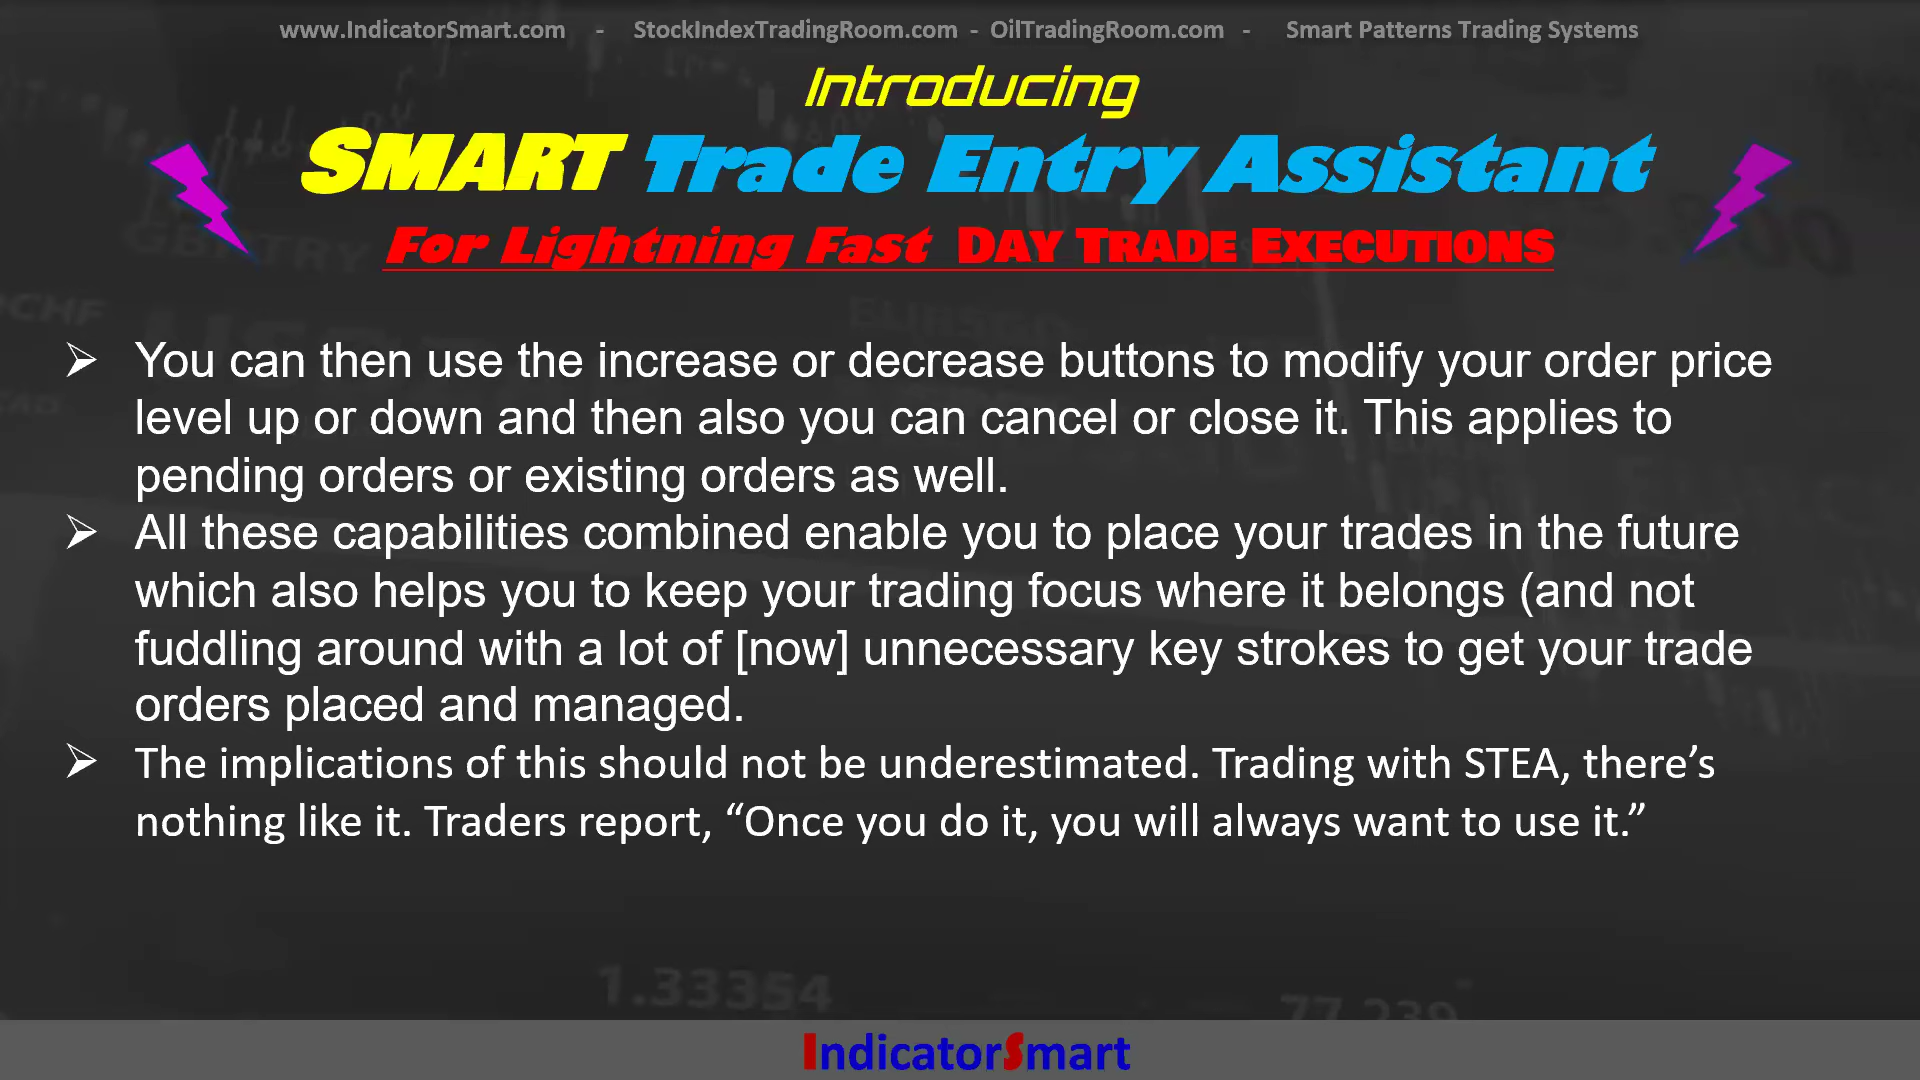 www.IndicatorSmart.com - StockIndexTradingRoom.com - OilTradingRoom.com - Smart Patterns Trading Systems
Introducing
SMART Trade Entry Assistant
For Lightning Fast DAY TRADE EXECUTIONS
➢ You can then use the increase or decrease buttons to modify your order price
level up or down and then also you can cancel or close it. This applies to
pending orders or existing orders as well.
➢ All these capabilities combined enable you to place your trades in the future
which also helps you to keep your trading focus where it belongs (and not
fuddling around with a lot of [now] unnecessary key strokes to get your trade
orders placed and managed.
➢ The implications of this should not be underestimated. Trading with STEA, there’s
nothing like it. Traders report, “Once you do it, you will always want to use it.”
1.33354
77.239
IndicatorSmart